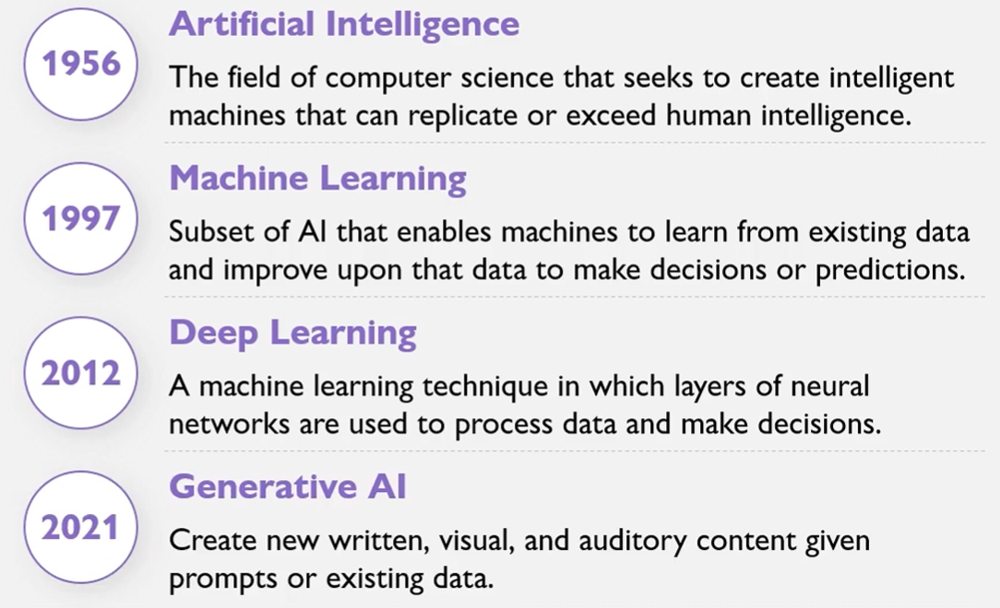 1956
Artificial Intelligence
The field of computer science that seeks to create intelligent
machines that can replicate or exceed human intelligence.
1997
Machine Learning
Subset of AI that enables machines to learn from existing data
and improve upon that data to make decisions or predictions.
2012
Deep Learning
A machine learning technique in which layers of neural
networks are used to process data and make decisions.
2021
Generative AI
Create new written, visual, and auditory content given
prompts or existing data.